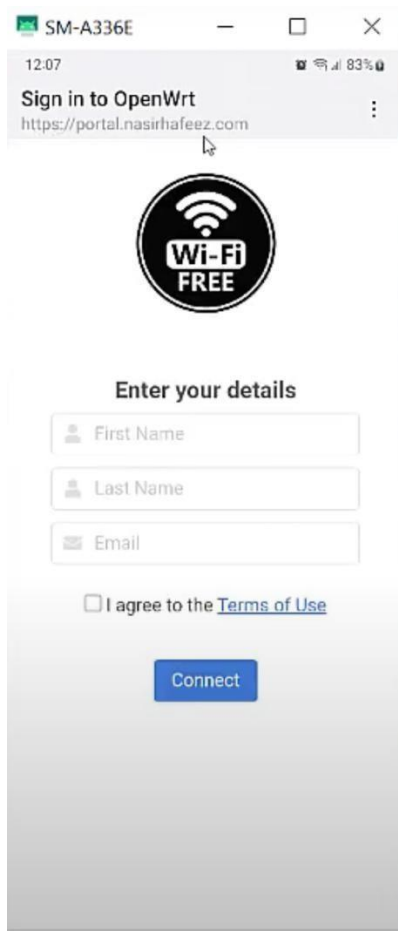 SM-A336E
12:07
83%
Sign in to OpenWrt
https://portal.nasirhafeez.com
Wi-Fi
FREE
Enter your details
First Name
Last Name
Email
I agree to the Terms of Use
Connect